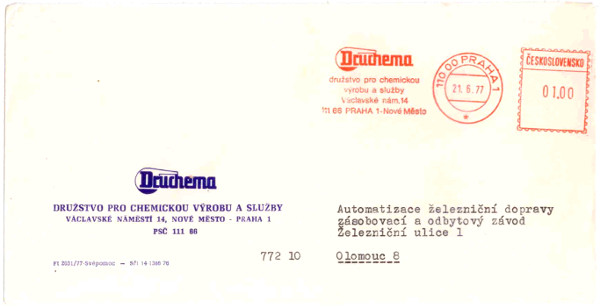 Druchema
družstvo pro chemickou
výrobu a služby
Václavské nám.14
111 66 PRAHA 1-Nové Město
110 00 PRAHA 1
21.6.77
ČESKOSLOVENSKO
01.00
Druchema
DRUŽSTVO PRO CHEMICKOU VÝROBU A SLUŽBY
VÁCLAVSKÉ NÁMĚSTÍ 14, NOVÉ MĚSTO - PRAHA 1
PSČ 111 66
Automatizace železniční dopravy
zásobovací a odbytový závod
Železniční ulice 1
772 10 Olomouc 8